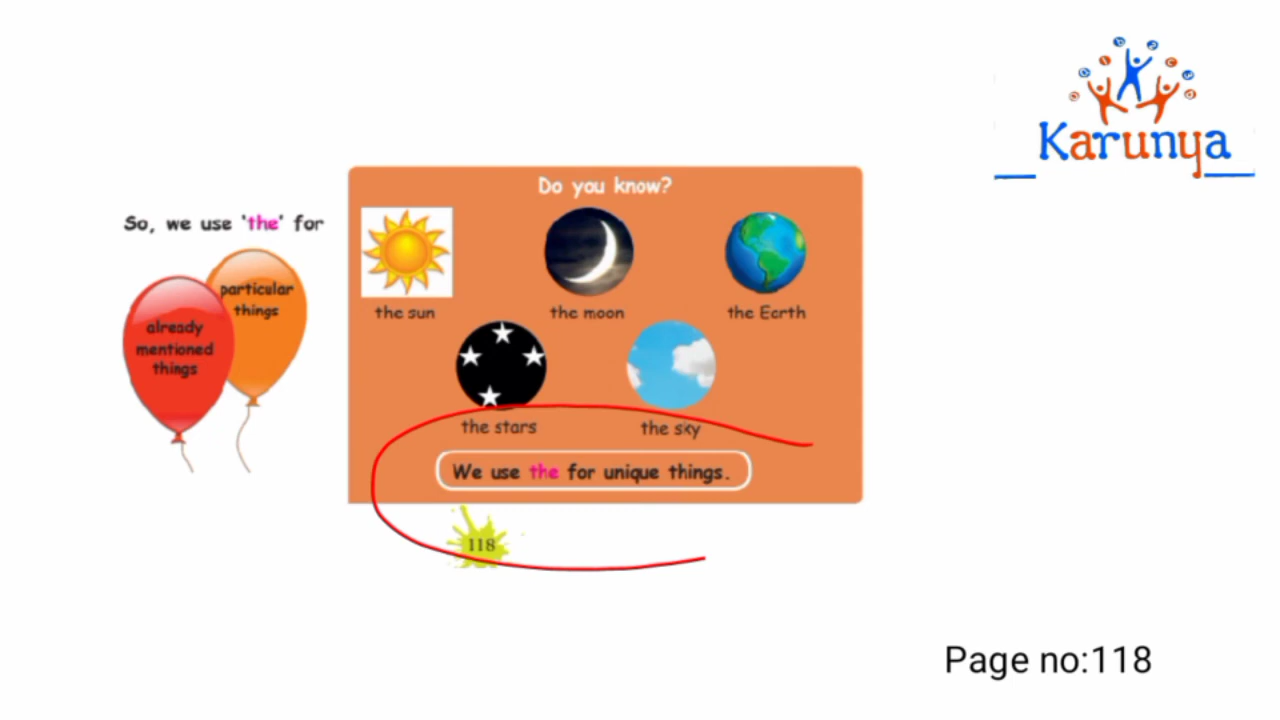 Karunya
Do you know?
So, we use 'the' for
particular
things
already
mentioned
things
the sun
the moon
the Earth
the stars
the sky
We use the for unique things.
118
Page no:118